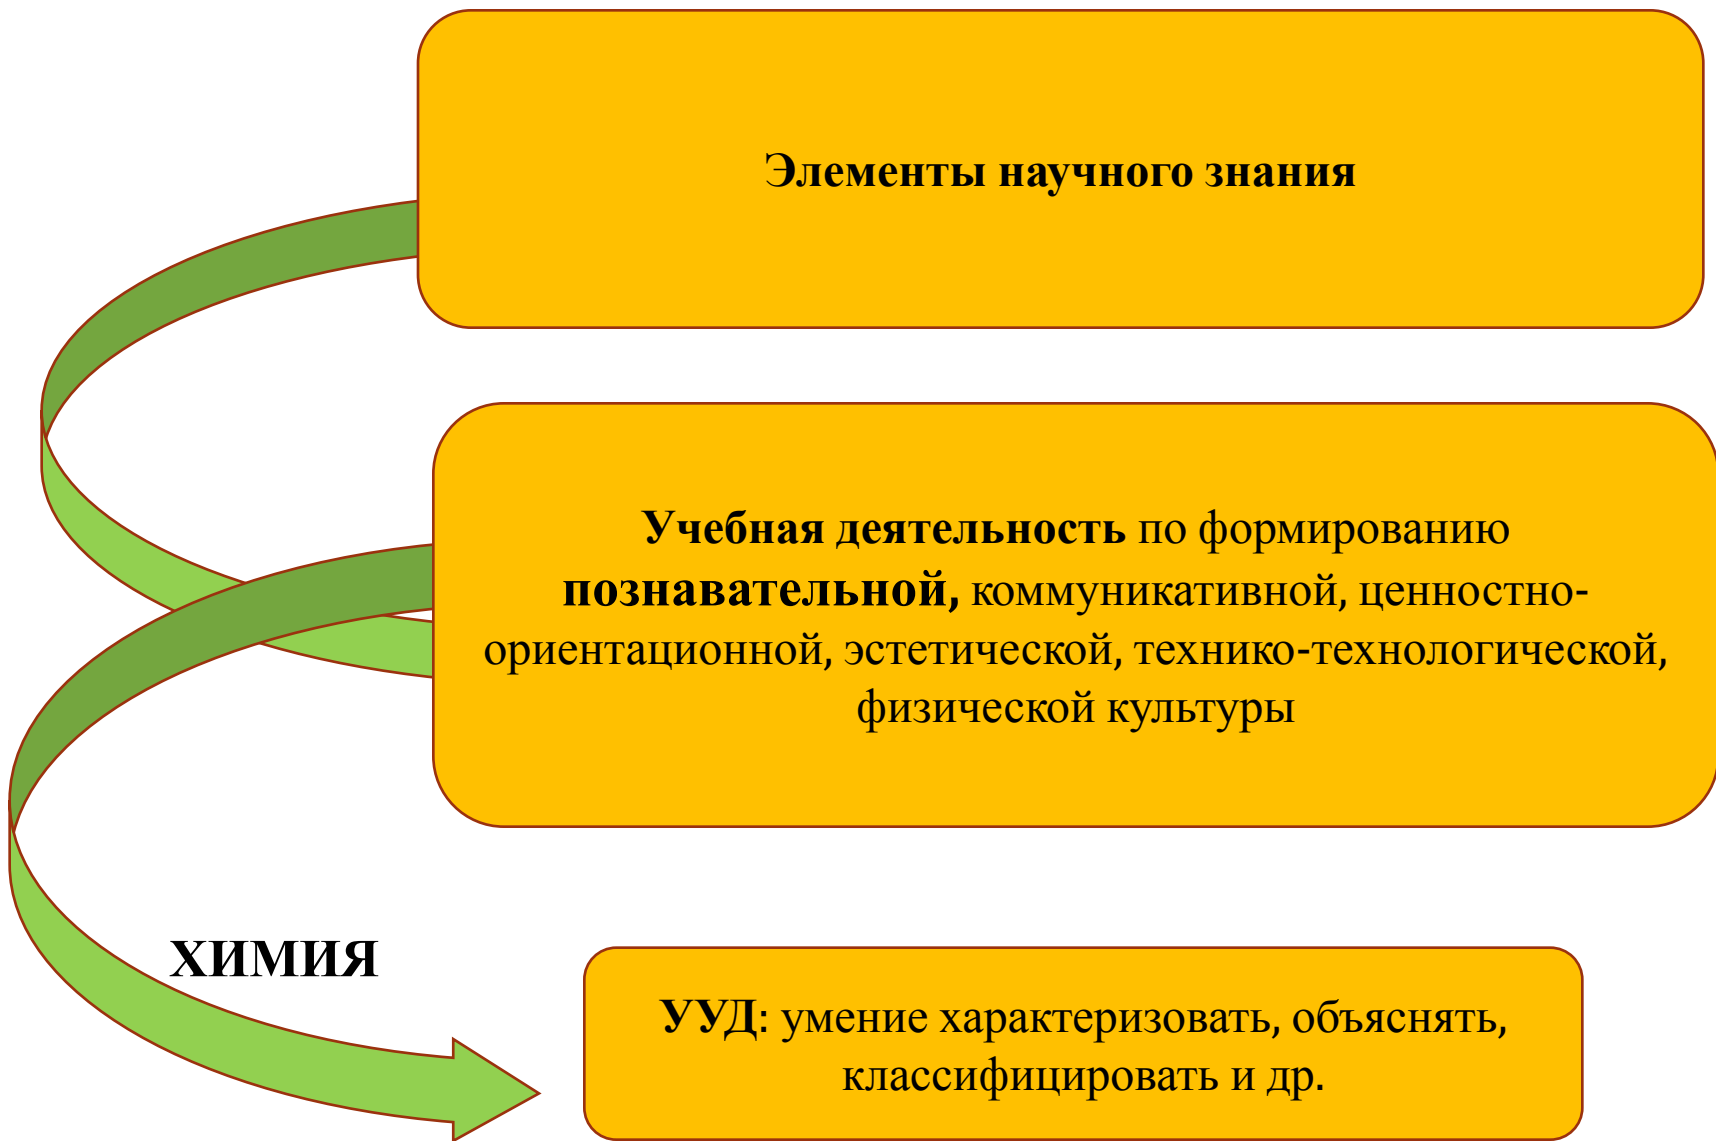 Элементы научного знания
Учебная деятельность по формированию
познавательной, коммуникативной, ценностно-
ориентационной, эстетической, технико-технологической,
физической культуры
ХИМИЯ
УУД: умение характеризовать, объяснять,
классифицировать и др.